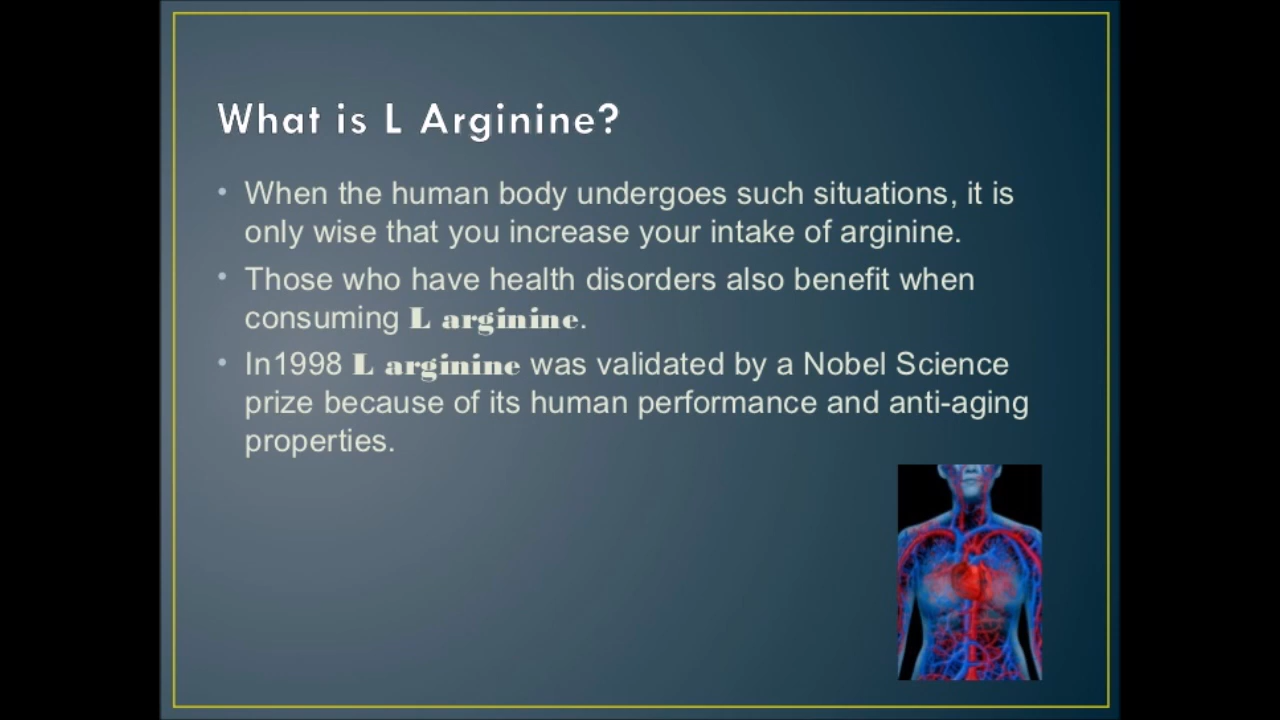 What is L Arginine?
• When the human body undergoes such situations, it is
only wise that you increase your intake of arginine.
• Those who have health disorders also benefit when
consuming L arginine.
• In1998 L arginine was validated by a Nobel Science
prize because of its human performance and anti-aging
properties.